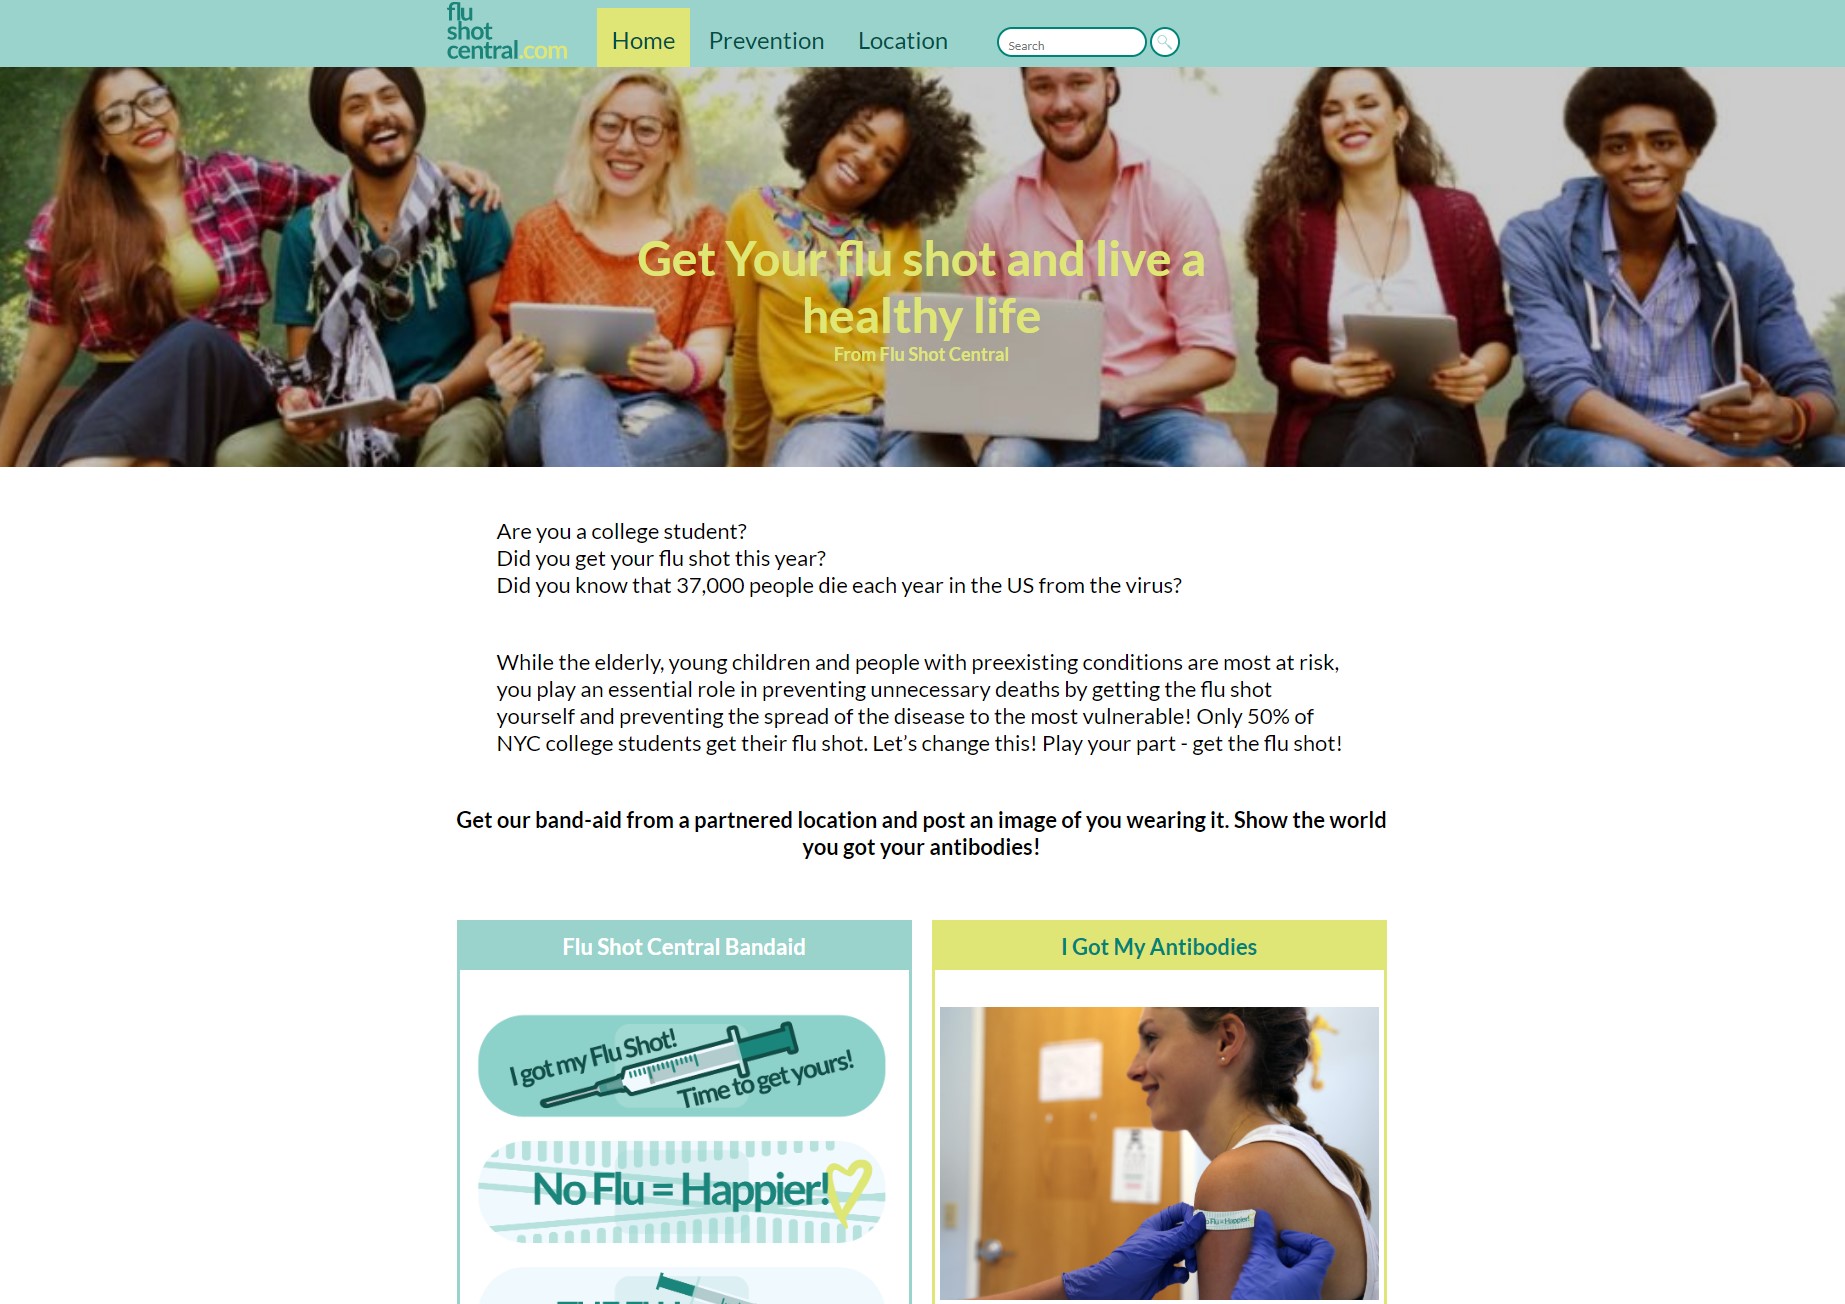 flu
shot
central.com
Home
Prevention
Location
Search
Get Your flu shot and live a
healthy life
From Flu Shot Central
Are you a college student?
Did you get your flu shot this year?
Did you know that 37,000 people die each year in the US from the virus?
While the elderly, young children and people with preexisting conditions are most at risk,
you play an essential role in preventing unnecessary deaths by getting the flu shot
yourself and preventing the spread of the disease to the most vulnerable! Only 50% of
NYC college students get their flu shot. Let’s change this! Play your part - get the flu shot!
Get our band-aid from a partnered location and post an image of you wearing it. Show the world
you got your antibodies!
Flu Shot Central Bandaid
I Got My Antibodies
I got my Flu Shot!
Time to get yours!
No Flu = Happier!
No Flu = Happier!